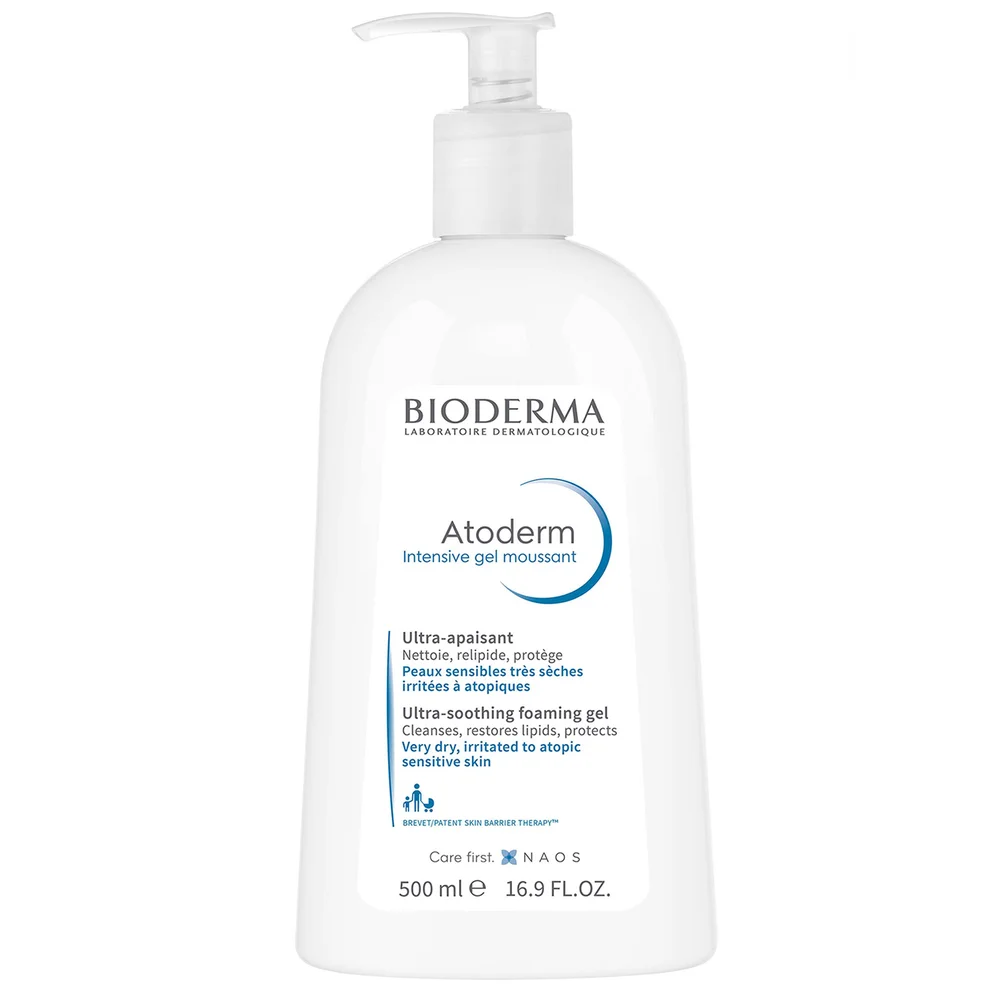 BIODERMA
LABORATOIRE DERMATOLOGIQUE
Atoderm
Intensive gel moussant
Ultra-apaisant
Nettoie, relipide, protège
Peaux sensibles très sèches
irritées à atopiques
Ultra-soothing foaming gel
Cleanses, restores lipids, protects
Very dry, irritated to atopic
sensitive skin
BREVET/PATENT SKIN BARRIER THERAPY™
Care first. NAOS
500 ml ℮ 16.9 FL.OZ.